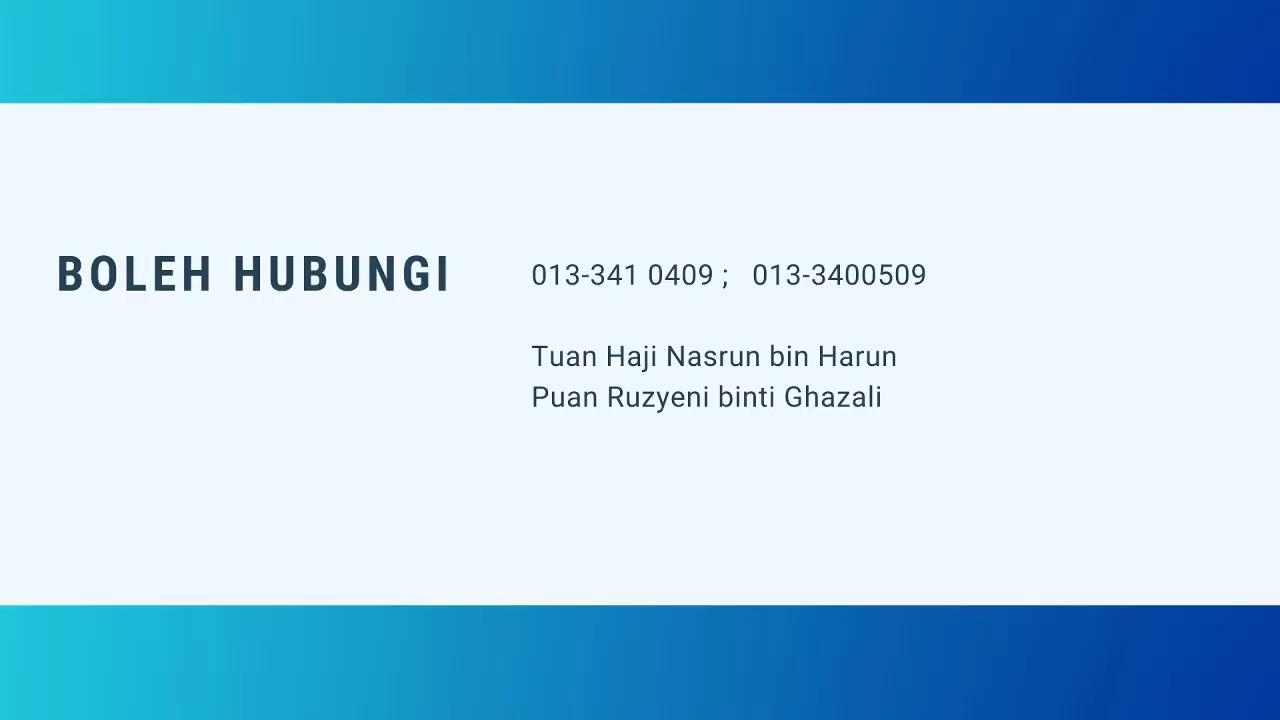 BOLEH HUBUNGI
013-341 0409 ; 013-3400509
Tuan Haji Nasrun bin Harun
Puan Ruzyeni binti Ghazali